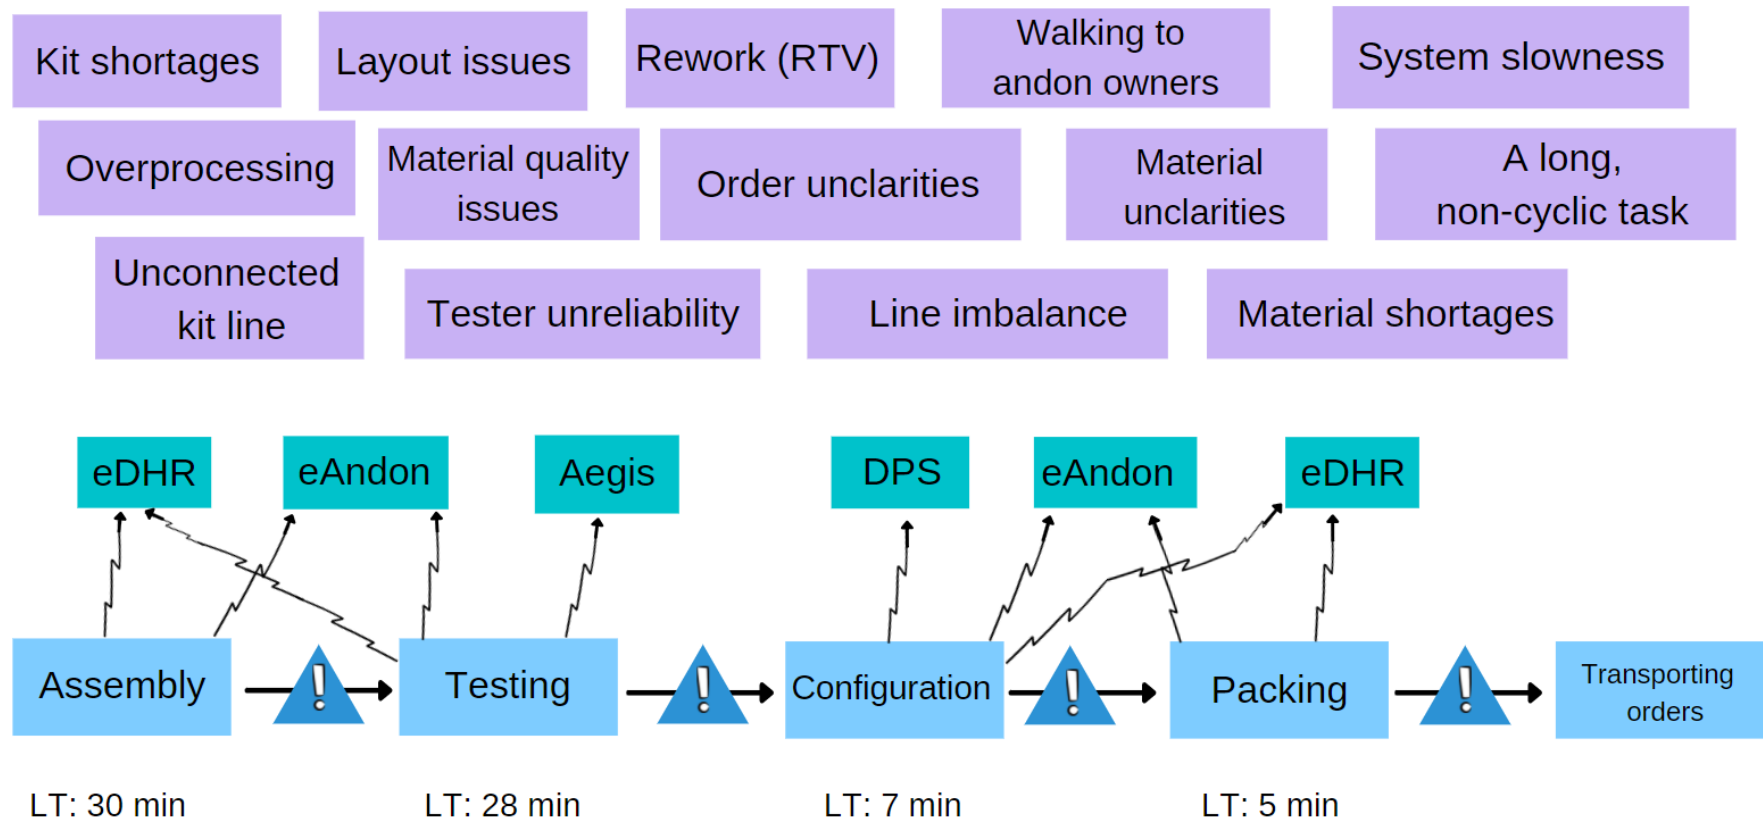 Kit shortages
Layout issues
Rework (RTV)
Walking to
andon owners
System slowness
Overprocessing
Material quality
issues
Order unclarities
Material
unclarities
A long,
non-cyclic task
Unconnected
kit line
Tester unreliability
Line imbalance
Material shortages
eDHR
eAndon
Aegis
DPS
eAndon
eDHR
Assembly
!
Testing
!
Configuration
!
Packing
!
Transporting
orders
LT: 30 min
LT: 28 min
LT: 7 min
LT: 5 min